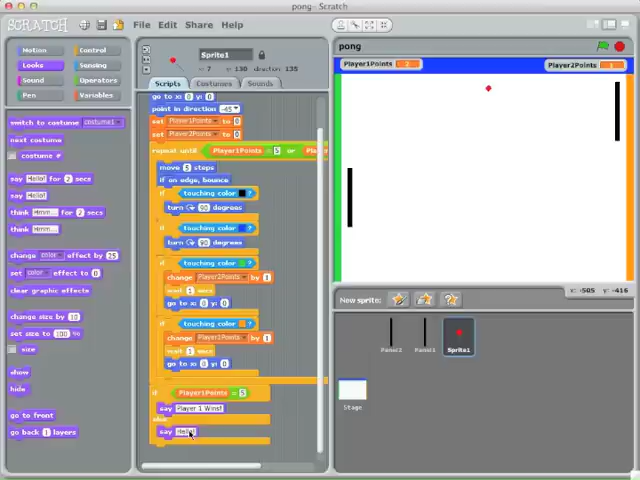 pong - Scratch
SCRATCH File Edit Share Help
Motion Control
Looks Sensing
Sound Operators
Pen Variables
switch to costume costume1
next costume
costume #
say Hello! for 2 secs
say Hello!
think Hmm... for 2 secs
think Hmm...
change color effect by 25
set color effect to 0
clear graphic effects
change size by 10
set size to 100 %
size
show
hide
go to front
go back 1 layers
Sprite1
x: 7 y: 130 direction: 135
Scripts Costumes Sounds
go to x: 0 y: 0
point in direction -45
set Player1Points to 0
set Player2Points to 0
repeat until Player1Points = 5 or
move 5 steps
if on edge, bounce
if touching color ?
turn 90 degrees
if touching color ?
turn 90 degrees
if touching color ?
change Player2Points by 1
wait 1 secs
go to x: 0 y: 0
if touching color ?
change Player1Points by 1
wait 1 secs
go to x: 0 y: 0
if Player1Points = 5
say Player 1 Wins!
else
say Hello!
pong
Player1Points 2
Player2Points 1
x: -505 y: -416
New sprite:
Paddle2 Paddle1 Sprite1
Stage